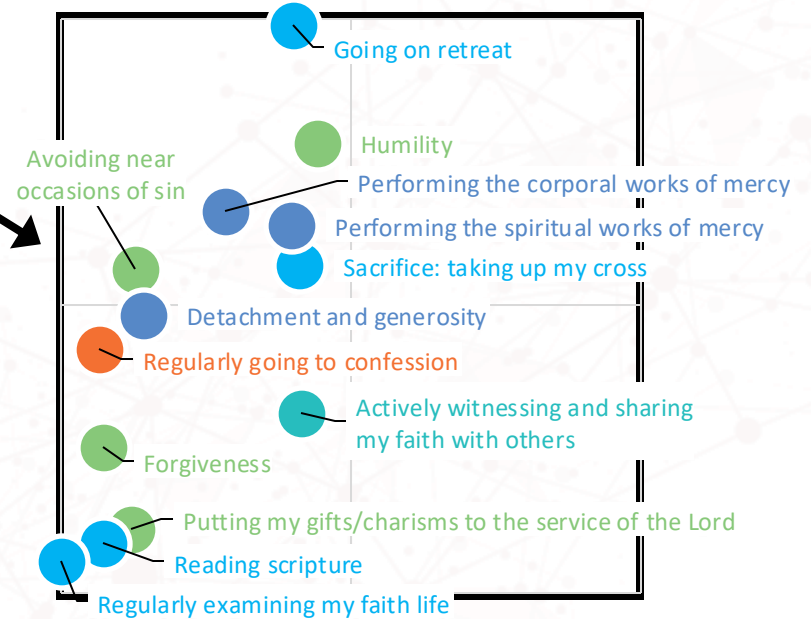 Going on retreat
Humility
Avoiding near
occasions of sin
Performing the corporal works of mercy
Performing the spiritual works of mercy
Sacrifice: taking up my cross
Detachment and generosity
Regularly going to confession
Actively witnessing and sharing
my faith with others
Forgiveness
Putting my gifts/charisms to the service of the Lord
Reading scripture
Regularly examining my faith life